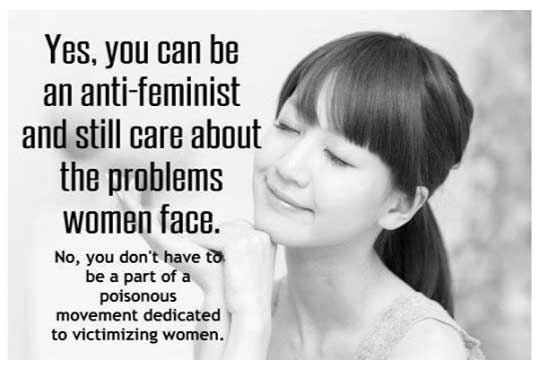 Yes, you can be
an anti-feminist
and still care about
the problems
women face.
No, you don't have to
be a part of a
poisonous
movement dedicated
to victimizing women.